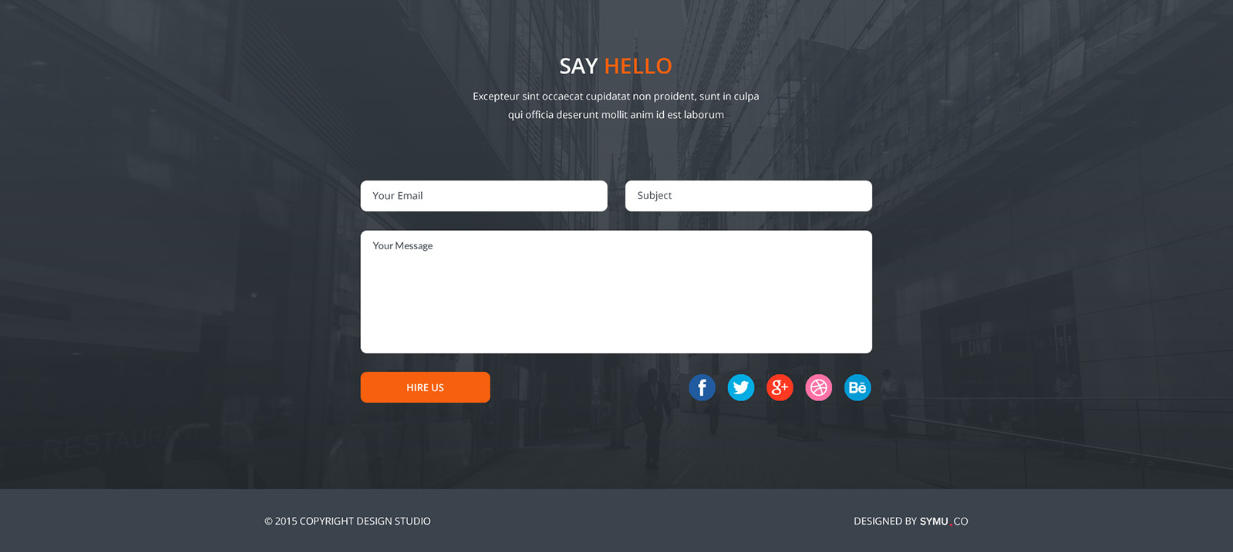 SAY HELLO
Excepteur sint occaecat cupidatat non proident, sunt in culpa
qui officia deserunt mollit anim id est laborum
Your Email
Subject
Your Message
HIRE US
f
g+
Bē
RESTAURANT
© 2015 COPYRIGHT DESIGN STUDIO
DESIGNED BY SYMU.CO